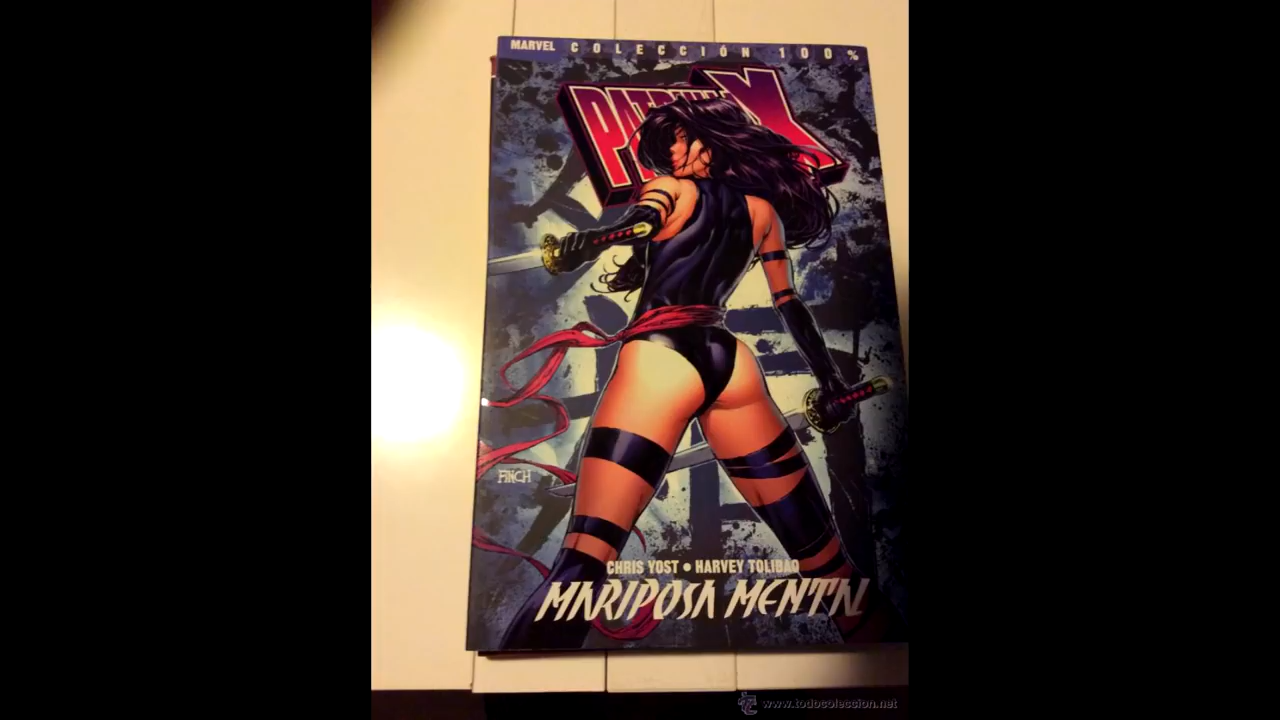 MARVEL COLECCIÓN 100%
X
FINCH
CHRIS YOST • HARVEY TOLIBAO
MARIPOSA MENTAL
www.todocoleccion.net